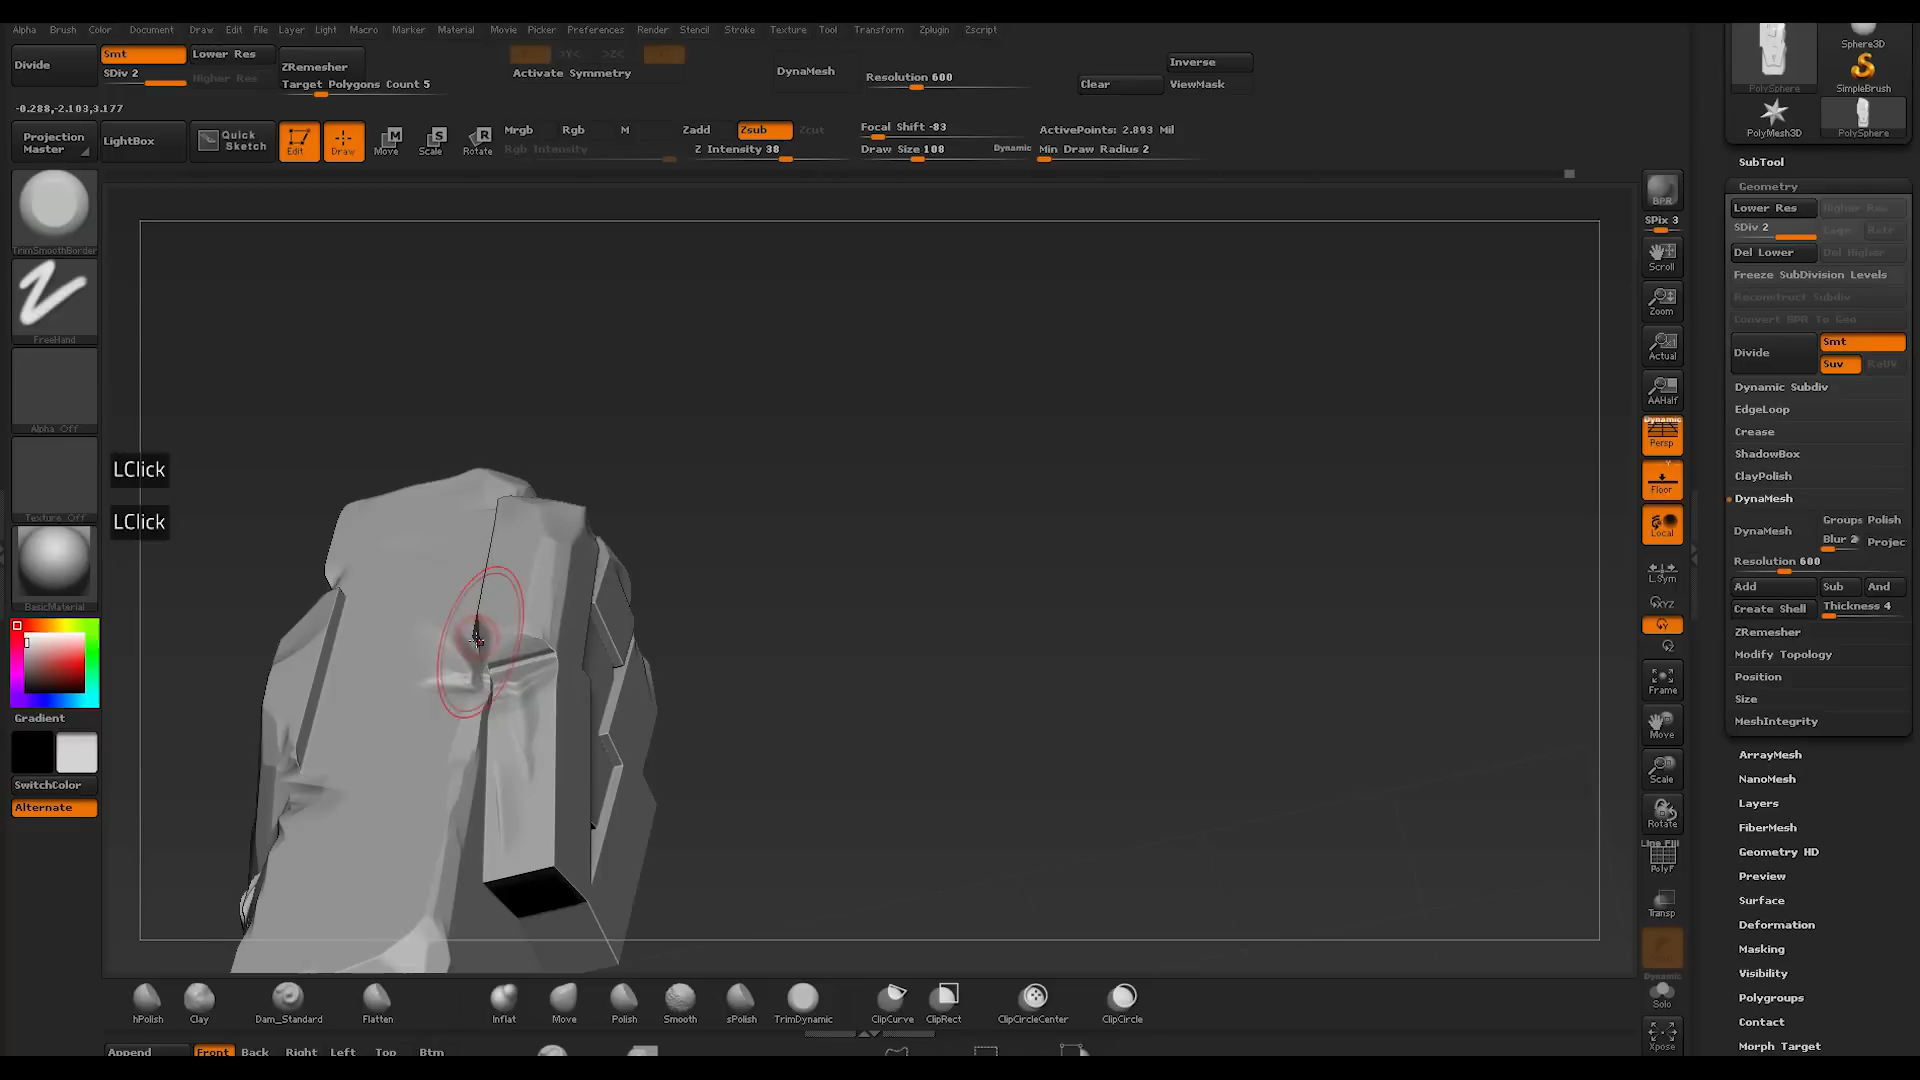 Alpha Brush Color Document Draw Edit File Layer Light Macro Marker Material Movie Picker Preferences Render Stencil Stroke Texture Tool Transform Zplugin Zscript
Divide
Smt
SDiv 2
Lower Res
Higher Res
ZRemesher
Target Polygons Count 5
>Y<
>Z<
Activate Symmetry
DynaMesh
Resolution 600
Clear
Inverse
ViewMask
-0.288,-2.103,3.177
Projection
Master
LightBox
Quick
Sketch
Edit
Draw
Move
Scale
Rotate
Mrgb
Rgb
M
Rgb Intensity
Zadd
Zsub
Zcut
Z Intensity 38
Focal Shift -83
Draw Size 108
Dynamic
ActivePoints: 2.893 Mil
Min Draw Radius 2
TrimSmoothBorder
FreeHand
Alpha Off
Texture Off
BasicMaterial
Gradient
SwitchColor
Alternate
LClick
LClick
BPR
SPix 3
Scroll
Zoom
Actual
AAHalf
Dynamic
Persp
Floor
Local
L.Sym
XYZ
Y
Z
Frame
Move
Scale
Rotate
Line Fill
PolyF
Transp
Dynamic
Solo
Xpose
PolySphere
Sphere3D
SimpleBrush
PolyMesh3D
PolySphere
SubTool
Geometry
Lower Res
Higher Res
SDiv 2
Cage
Rstr
Del Lower
Del Higher
Freeze SubDivision Levels
Reconstruct Subdiv
Convert BPR To Geo
Divide
Smt
Suv
ReUV
Dynamic Subdiv
EdgeLoop
Crease
ShadowBox
ClayPolish
DynaMesh
DynaMesh
Groups Polish
Blur 2
Projec
Resolution 600
Add
Sub
And
Create Shell
Thickness 4
ZRemesher
Modify Topology
Position
Size
MeshIntegrity
ArrayMesh
NanoMesh
Layers
FiberMesh
Geometry HD
Preview
Surface
Deformation
Masking
Visibility
Polygroups
Contact
Morph Target
hPolish
Clay
Dam_Standard
Flatten
Inflat
Move
Polish
Smooth
sPolish
TrimDynamic
ClipCurve
ClipRect
ClipCircleCenter
ClipCircle
Append
Front
Back
Right
Left
Top
Btm